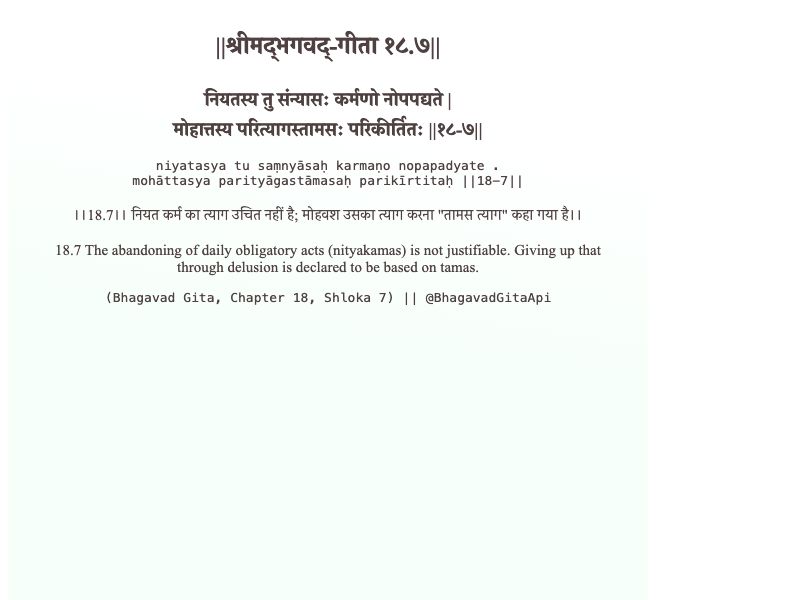 ||श्रीमद्‍भगवद्‍-गीता १८.७||
नियतस्य तु संन्यासः कर्मणो नोपपद्यते |
मोहात्तस्य परित्यागस्तामसः परिकीर्तितः ||१८-७||
niyatasya tu saṃnyāsaḥ karmaṇo nopapadyate .
mohāttasya parityāgastāmasaḥ parikīrtitaḥ ||18-7||
।।18.7।। नियत कर्म का त्याग उचित नहीं है; मोहवश उसका त्याग करना "तामस त्याग" कहा गया है।।
18.7 The abandoning of daily obligatory acts (nityakamas) is not justifiable. Giving up that
through delusion is declared to be based on tamas.
(Bhagavad Gita, Chapter 18, Shloka 7) || @BhagavadGitaApi